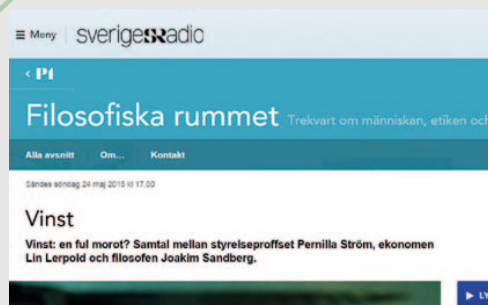 ≡ Meny sverigesradio
< P1
Filosofiska rummet Trekvart om människan, etiken och
Alla avsnitt Om... Kontakt
Sändes söndag 24 maj 2015 kl 17.00
Vinst
Vinst: en ful morot? Samtal mellan styrelseproffset Pernilla Ström, ekonomen
Lin Lerpold och filosofen Joakim Sandberg.
▶ LY